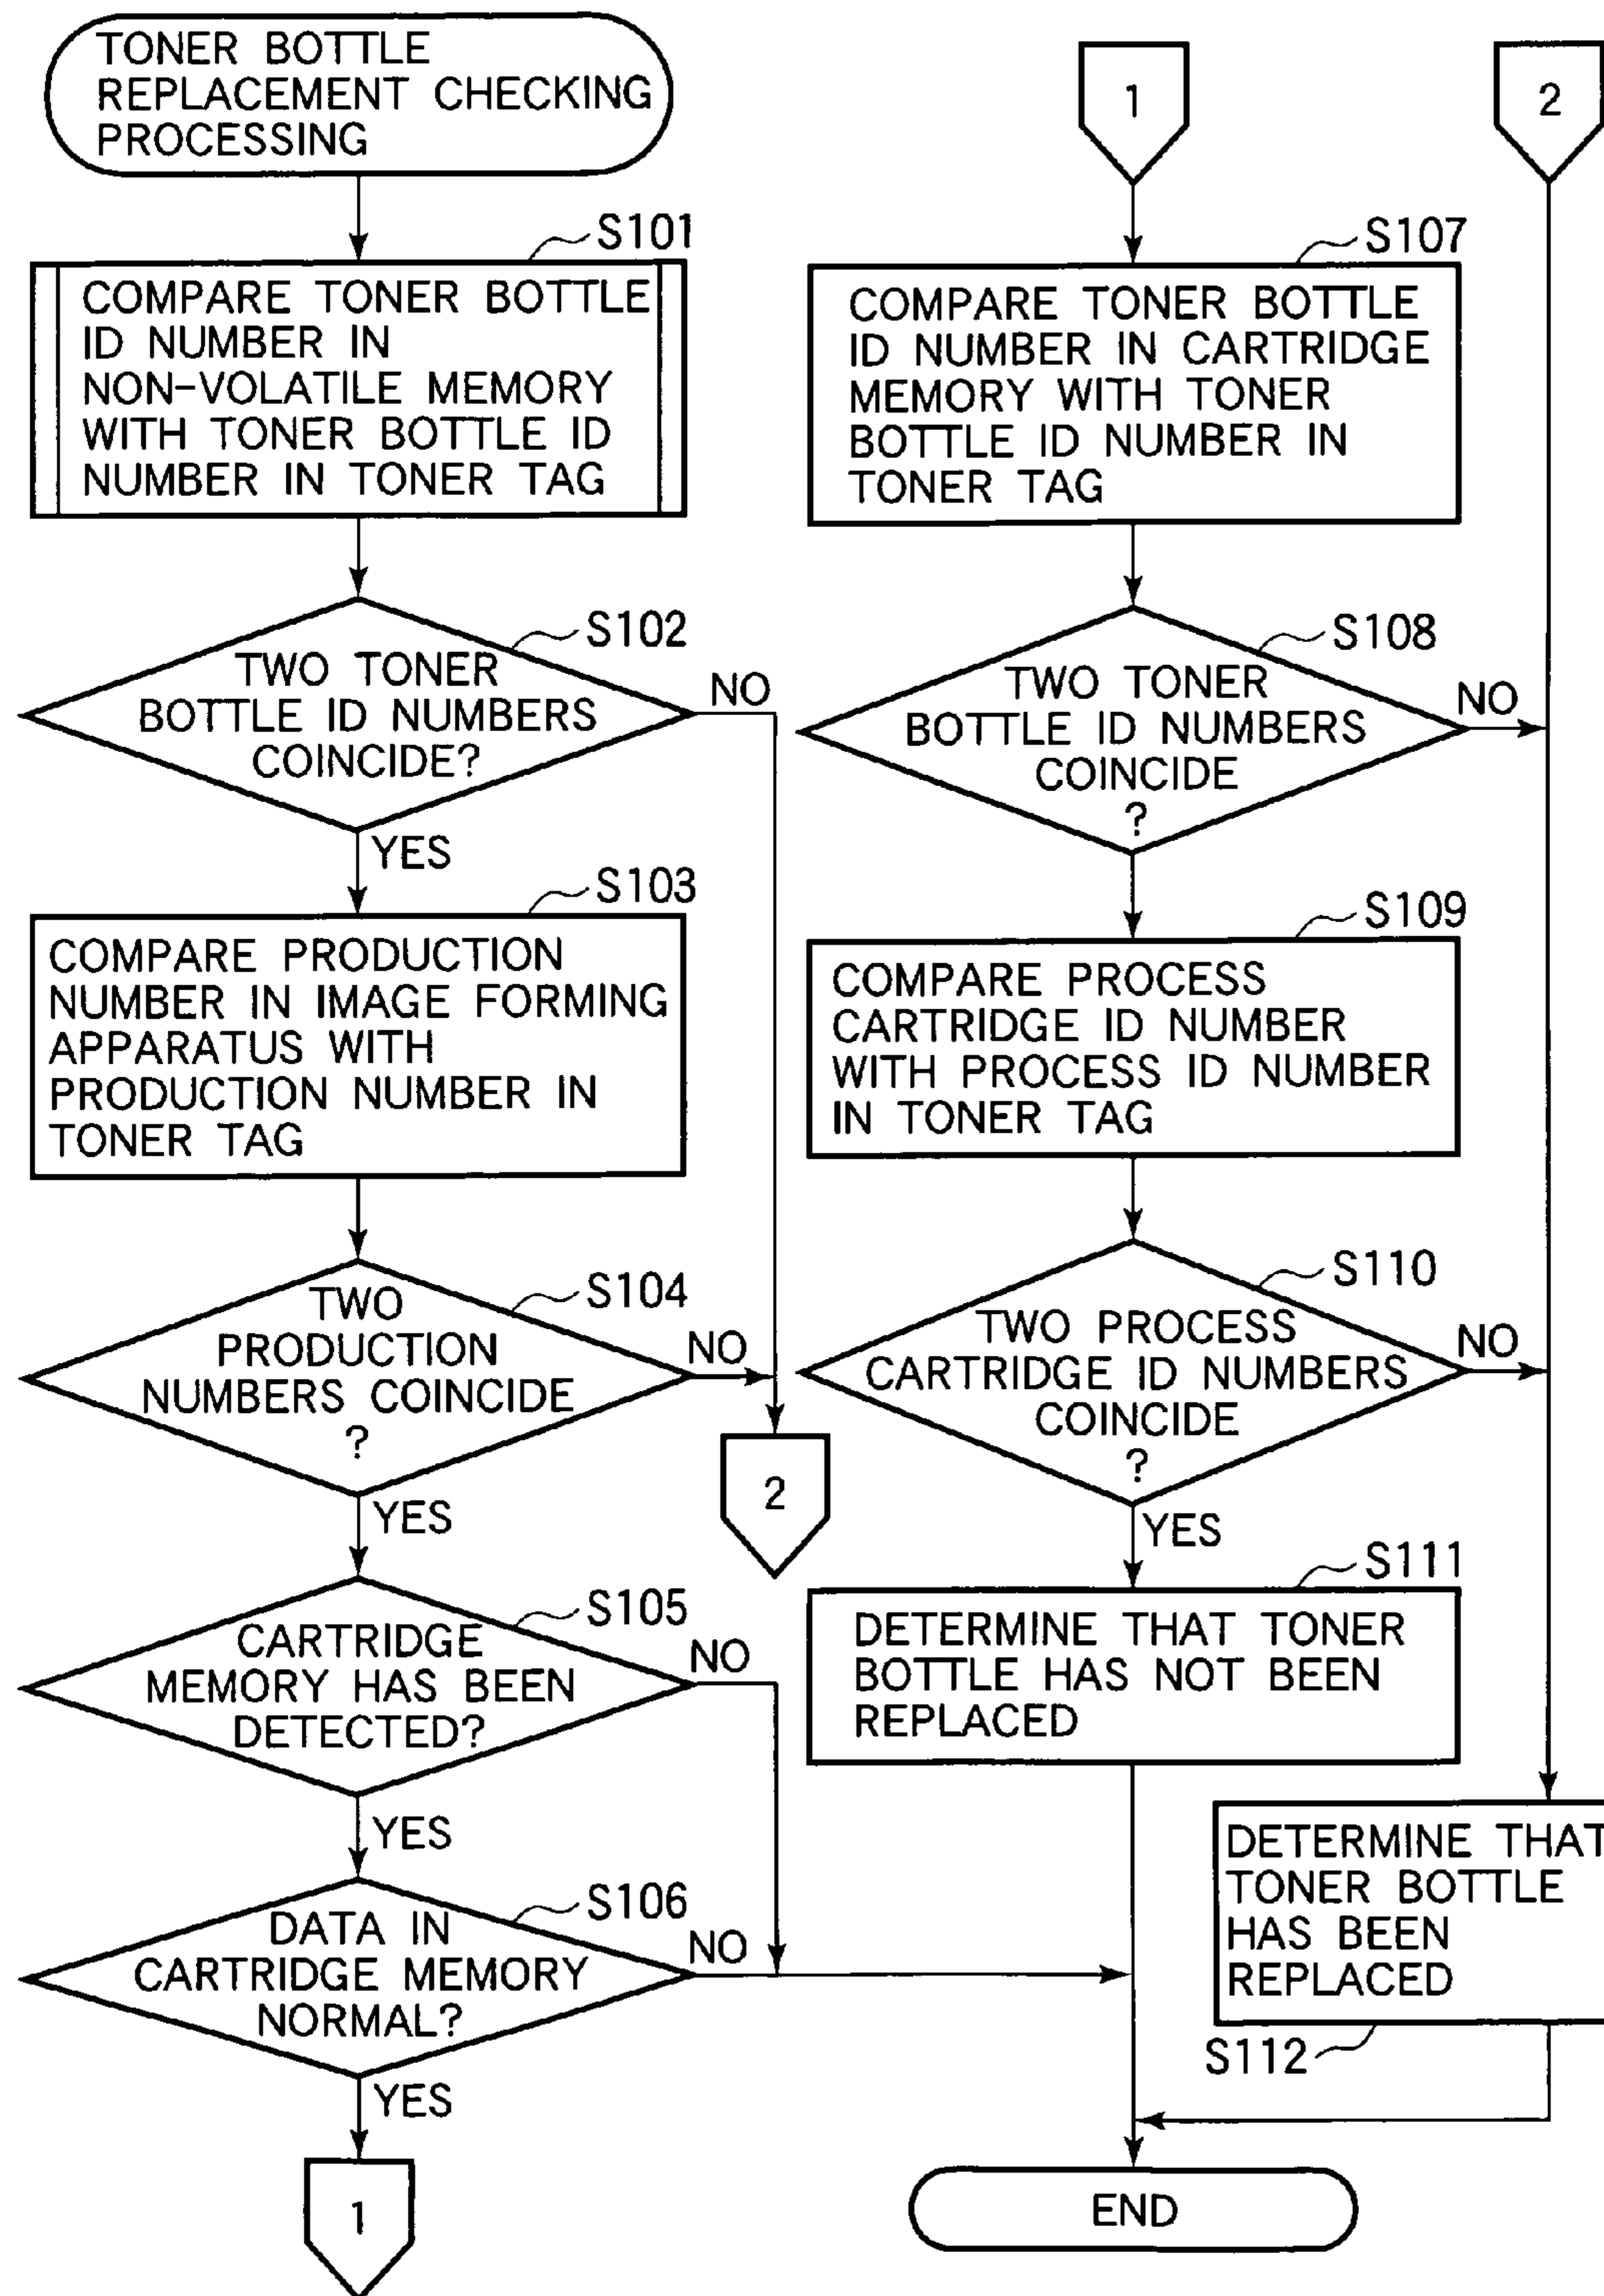 TONER BOTTLE
REPLACEMENT CHECKING
PROCESSING
S101
COMPARE TONER BOTTLE
ID NUMBER IN
NON-VOLATILE MEMORY
WITH TONER BOTTLE ID
NUMBER IN TONER TAG
S102
TWO TONER
BOTTLE ID NUMBERS
COINCIDE?
NO
YES
S103
COMPARE PRODUCTION
NUMBER IN IMAGE FORMING
APPARATUS WITH
PRODUCTION NUMBER IN
TONER TAG
S104
TWO
PRODUCTION
NUMBERS COINCIDE
?
NO
2
YES
S105
CARTRIDGE
MEMORY HAS BEEN
DETECTED?
NO
YES
S106
DATA IN
CARTRIDGE MEMORY
NORMAL?
NO
YES
1
1
2
S107
COMPARE TONER BOTTLE
ID NUMBER IN CARTRIDGE
MEMORY WITH TONER
BOTTLE ID NUMBER IN
TONER TAG
S108
TWO TONER
BOTTLE ID NUMBERS
COINCIDE
?
NO
S109
COMPARE PROCESS
CARTRIDGE ID NUMBER
WITH PROCESS ID NUMBER
IN TONER TAG
S110
TWO PROCESS
CARTRIDGE ID NUMBERS
COINCIDE
?
NO
YES
S111
DETERMINE THAT TONER
BOTTLE HAS NOT BEEN
REPLACED
DETERMINE THAT
TONER BOTTLE
HAS BEEN
REPLACED
S112
END